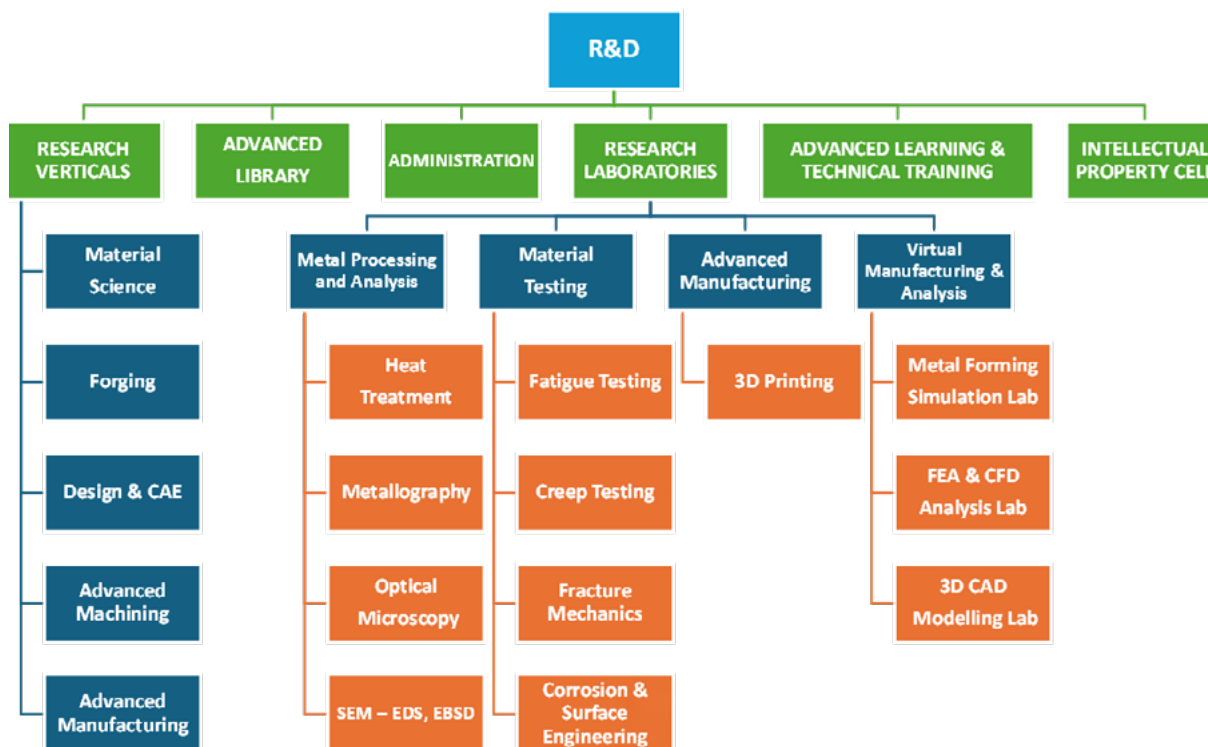 R&D
RESEARCH
VERTICALS
ADVANCED
LIBRARY
ADMINISTRATION
RESEARCH
LABORATORIES
ADVANCED LEARNING &
TECHNICAL TRAINING
INTELLECTUAL
PROPERTY CELL
Material
Science
Forging
Design & CAE
Advanced
Machining
Advanced
Manufacturing
Metal Processing
and Analysis
Material
Testing
Advanced
Manufacturing
Virtual
Manufacturing &
Analysis
Heat
Treatment
Metallography
Optical
Microscopy
SEM – EDS, EBSD
Fatigue Testing
Creep Testing
Fracture
Mechanics
Corrosion &
Surface
Engineering
3D Printing
Metal Forming
Simulation Lab
FEA & CFD
Analysis Lab
3D CAD
Modelling Lab